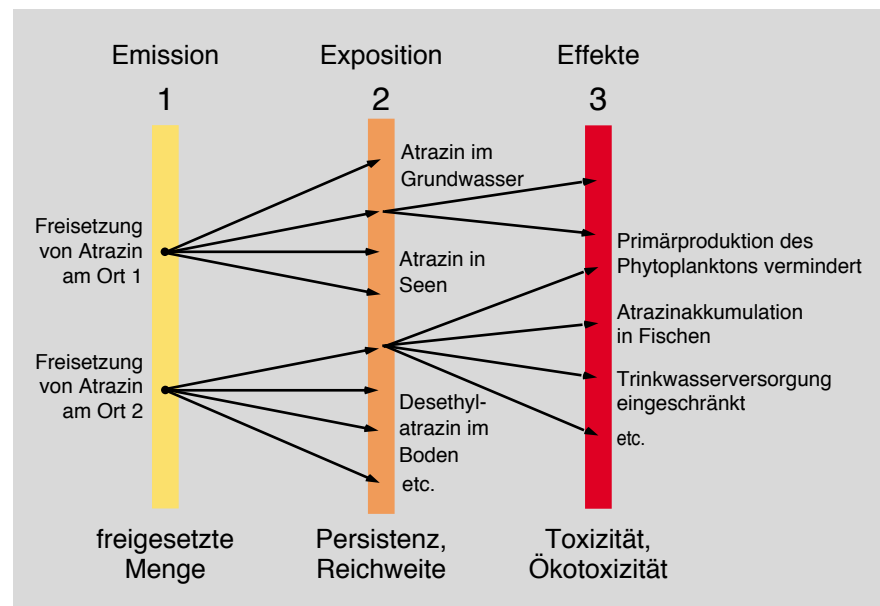 Emission
Exposition
Effekte
1
2
3
Atrazin im
Grundwasser
Freisetzung
von Atrazin
am Ort 1
Atrazin in
Seen
Primärproduktion des
Phytoplanktons vermindert
Atrazinakkumulation
in Fischen
Freisetzung
von Atrazin
am Ort 2
Trinkwasserversorgung
eingeschränkt
Desethyl-
atrazin im
Boden
etc.
etc.
freigesetzte
Menge
Persistenz,
Reichweite
Toxizität,
Ökotoxizität